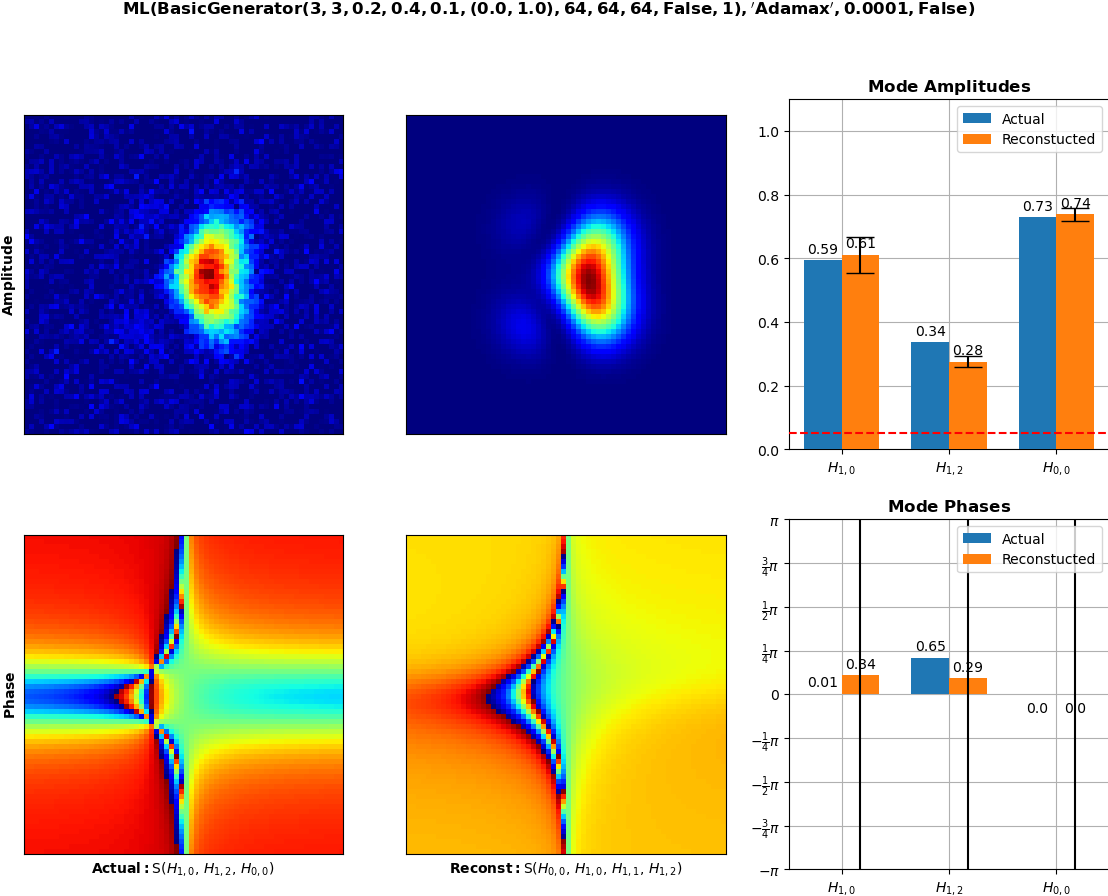 ML(BasicGenerator(3, 3, 0.2, 0.4, 0.1, (0.0, 1.0), 64, 64, 64, False, 1), 'Adamax', 0.0001, False)
Mode Amplitudes
Actual
Reconstucted
1.0
0.8
0.6
0.4
0.2
0.0
0.59
0.61
0.34
0.28
0.73
0.74
H1,0
H1,2
H0,0
Amplitude
Mode Phases
Actual
Reconstucted
π
3/4π
1/2π
1/4π
0
−1/4π
−1/2π
−3/4π
−π
0.01
0.34
0.65
0.29
0.0
0.0
H1,0
H1,2
H0,0
Phase
Actual: S(H1,0, H1,2, H0,0)
Reconst: S(H0,0, H1,0, H1,1, H1,2)